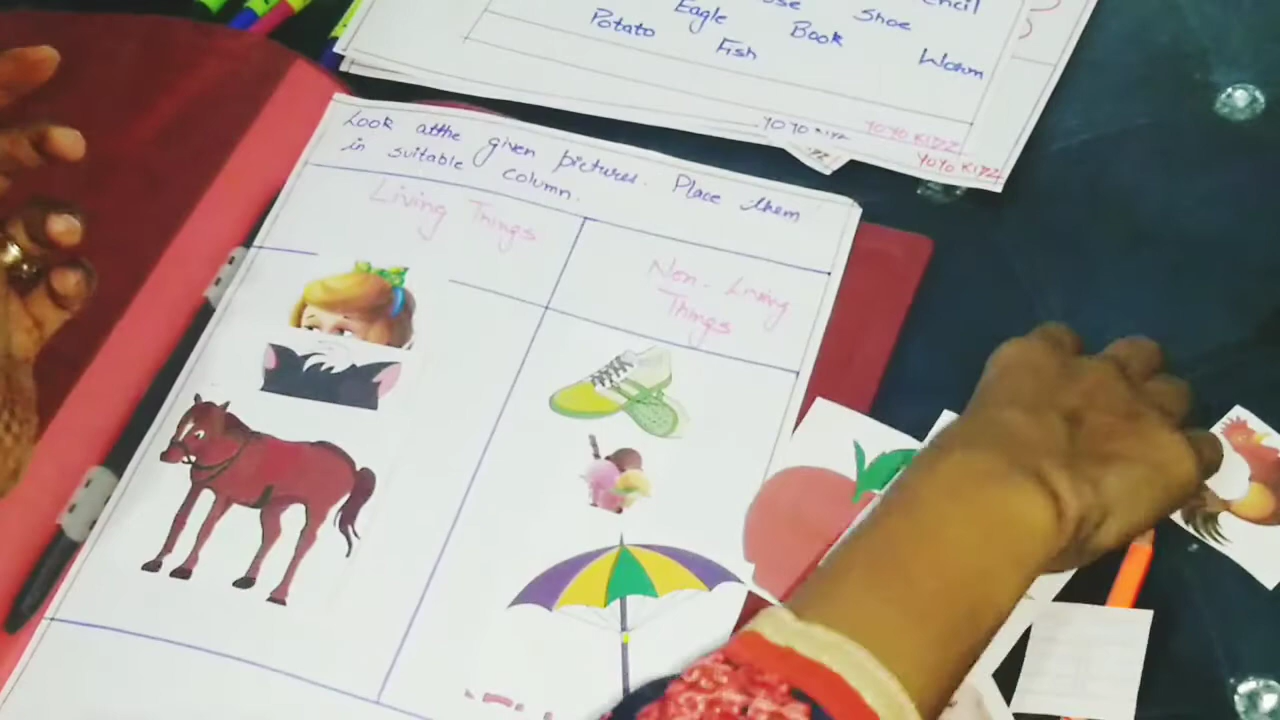 Eagle
Shoe
Potato
Fish
Book
Worm
YOYO KIDZ
YOYO KIDZ
YOYO KIDZ
Look at the given pictures. Place them
in suitable column.
Living Things
Non-Living
Things